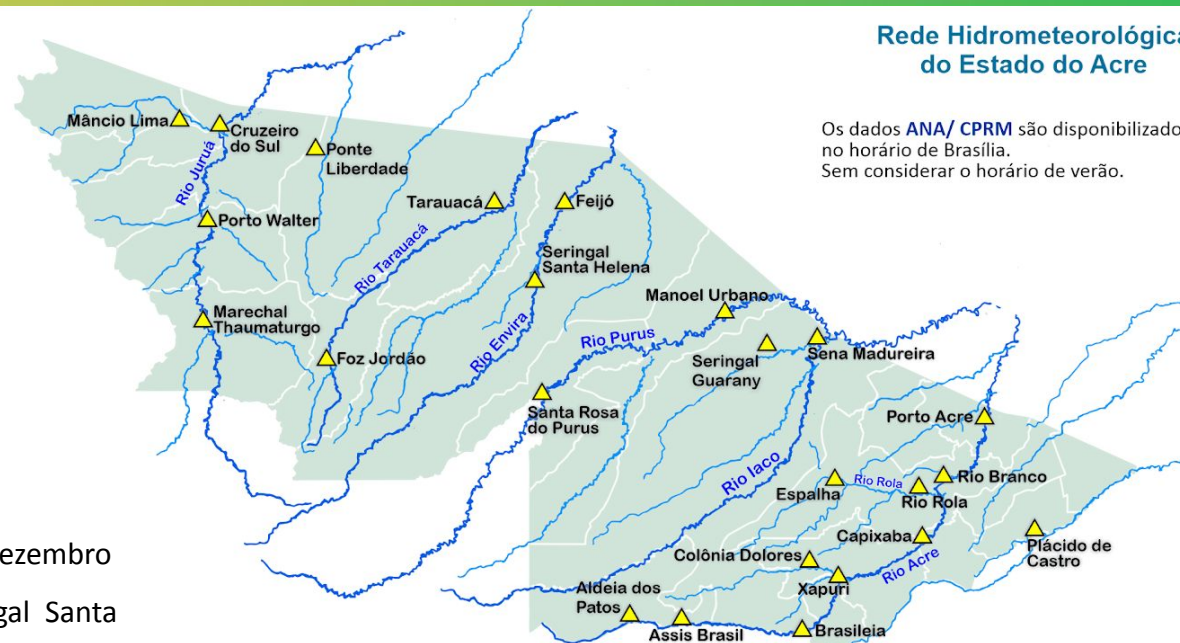 Rede Hidrometeorológica
do Estado do Acre
Os dados ANA/ CPRM são disponibilizado
no horário de Brasília.
Sem considerar o horário de verão.
Mâncio Lima
Cruzeiro
do Sul
Ponte
Liberdade
Rio Juruá
Porto Walter
Tarauacá
Feijó
Rio Tarauacá
Seringal
Santa Helena
Marechal
Thaumaturgo
Foz Jordão
Rio Envira
Manoel Urbano
Rio Purus
Seringal
Guarany
Sena Madureira
Santa Rosa
do Purus
Porto Acre
Rio Iaco
Espalha
Rio Rola
Rio Rola
Rio Branco
Capixaba
Plácido de
Castro
Colônia Dolores
Rio Acre
Xapuri
Aldeia dos
Patos
Assis Brasil
Brasileia
ezembro
gal Santa